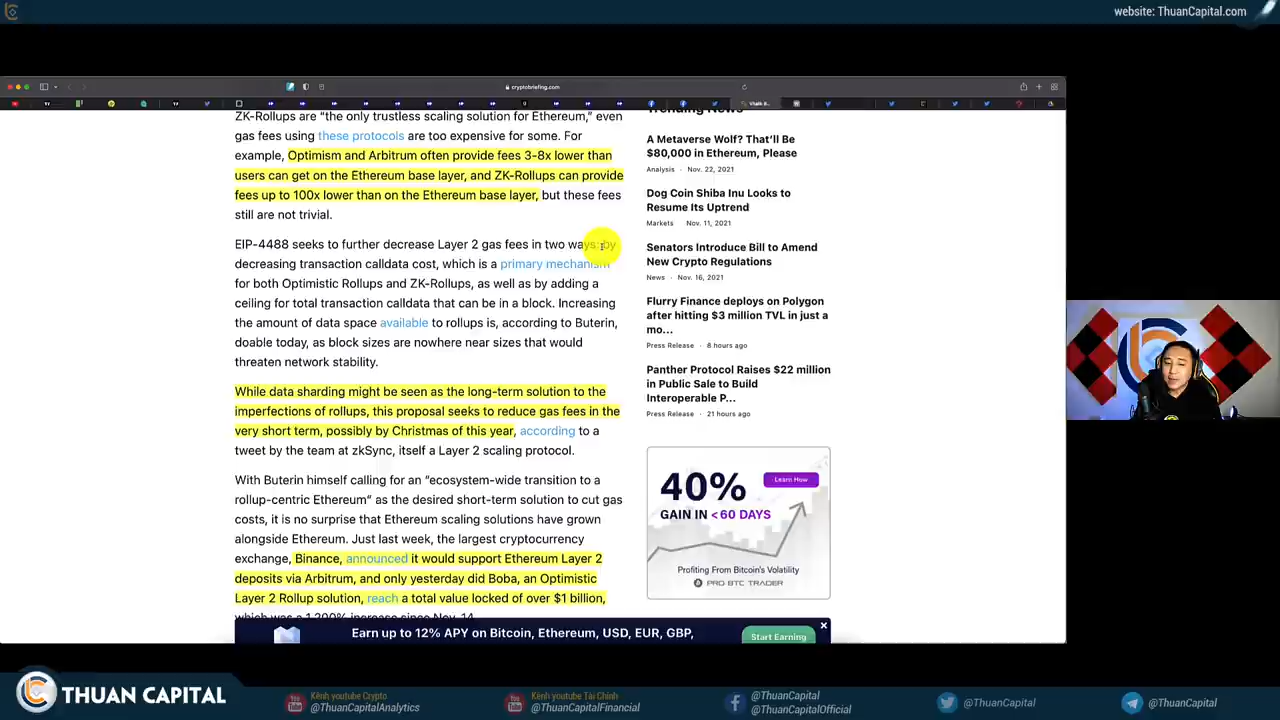 website: ThuanCapital.com
cryptobriefing.com
Vitalik B...
ZK-Rollups are “the only trustless scaling solution for Ethereum,” even
gas fees using these protocols are too expensive for some. For
example, Optimism and Arbitrum often provide fees 3-8x lower than
users can get on the Ethereum base layer, and ZK-Rollups can provide
fees up to 100x lower than on the Ethereum base layer, but these fees
still are not trivial.
EIP-4488 seeks to further decrease Layer 2 gas fees in two ways: by
decreasing transaction calldata cost, which is a primary mechanism
for both Optimistic Rollups and ZK-Rollups, as well as by adding a
ceiling for total transaction calldata that can be in a block. Increasing
the amount of data space available to rollups is, according to Buterin,
doable today, as block sizes are nowhere near sizes that would
threaten network stability.
While data sharding might be seen as the long-term solution to the
imperfections of rollups, this proposal seeks to reduce gas fees in the
very short term, possibly by Christmas of this year, according to a
tweet by the team at zkSync, itself a Layer 2 scaling protocol.
With Buterin himself calling for an “ecosystem-wide transition to a
rollup-centric Ethereum” as the desired short-term solution to cut gas
costs, it is no surprise that Ethereum scaling solutions have grown
alongside Ethereum. Just last week, the largest cryptocurrency
exchange, Binance, announced it would support Ethereum Layer 2
deposits via Arbitrum, and only yesterday did Boba, an Optimistic
Layer 2 Rollup solution, reach a total value locked of over $1 billion,
which was a 1,200% increase since Nov. 14
Trending News
A Metaverse Wolf? That’ll Be
$80,000 in Ethereum, Please
Analysis · Nov. 22, 2021
Dog Coin Shiba Inu Looks to
Resume Its Uptrend
Markets · Nov. 11, 2021
Senators Introduce Bill to Amend
New Crypto Regulations
News · Nov. 16, 2021
Flurry Finance deploys on Polygon
after hitting $3 million TVL in just a
mo...
Press Release · 8 hours ago
Panther Protocol Raises $22 million
in Public Sale to Build
Interoperable P...
Press Release · 21 hours ago
40%
Learn How
GAIN IN <60 DAYS
Profiting From Bitcoin’s Volatility
PRO BTC TRADER
Earn up to 12% APY on Bitcoin, Ethereum, USD, EUR, GBP,
Start Earning
THUAN CAPITAL
Kênh youtube Crypto
@ThuanCapitalAnalytics
Kênh youtube Tài Chính
@ThuanCapitalFinancial
@ThuanCapital
@ThuanCapitalOfficial
@ThuanCapital
@ThuanCapital